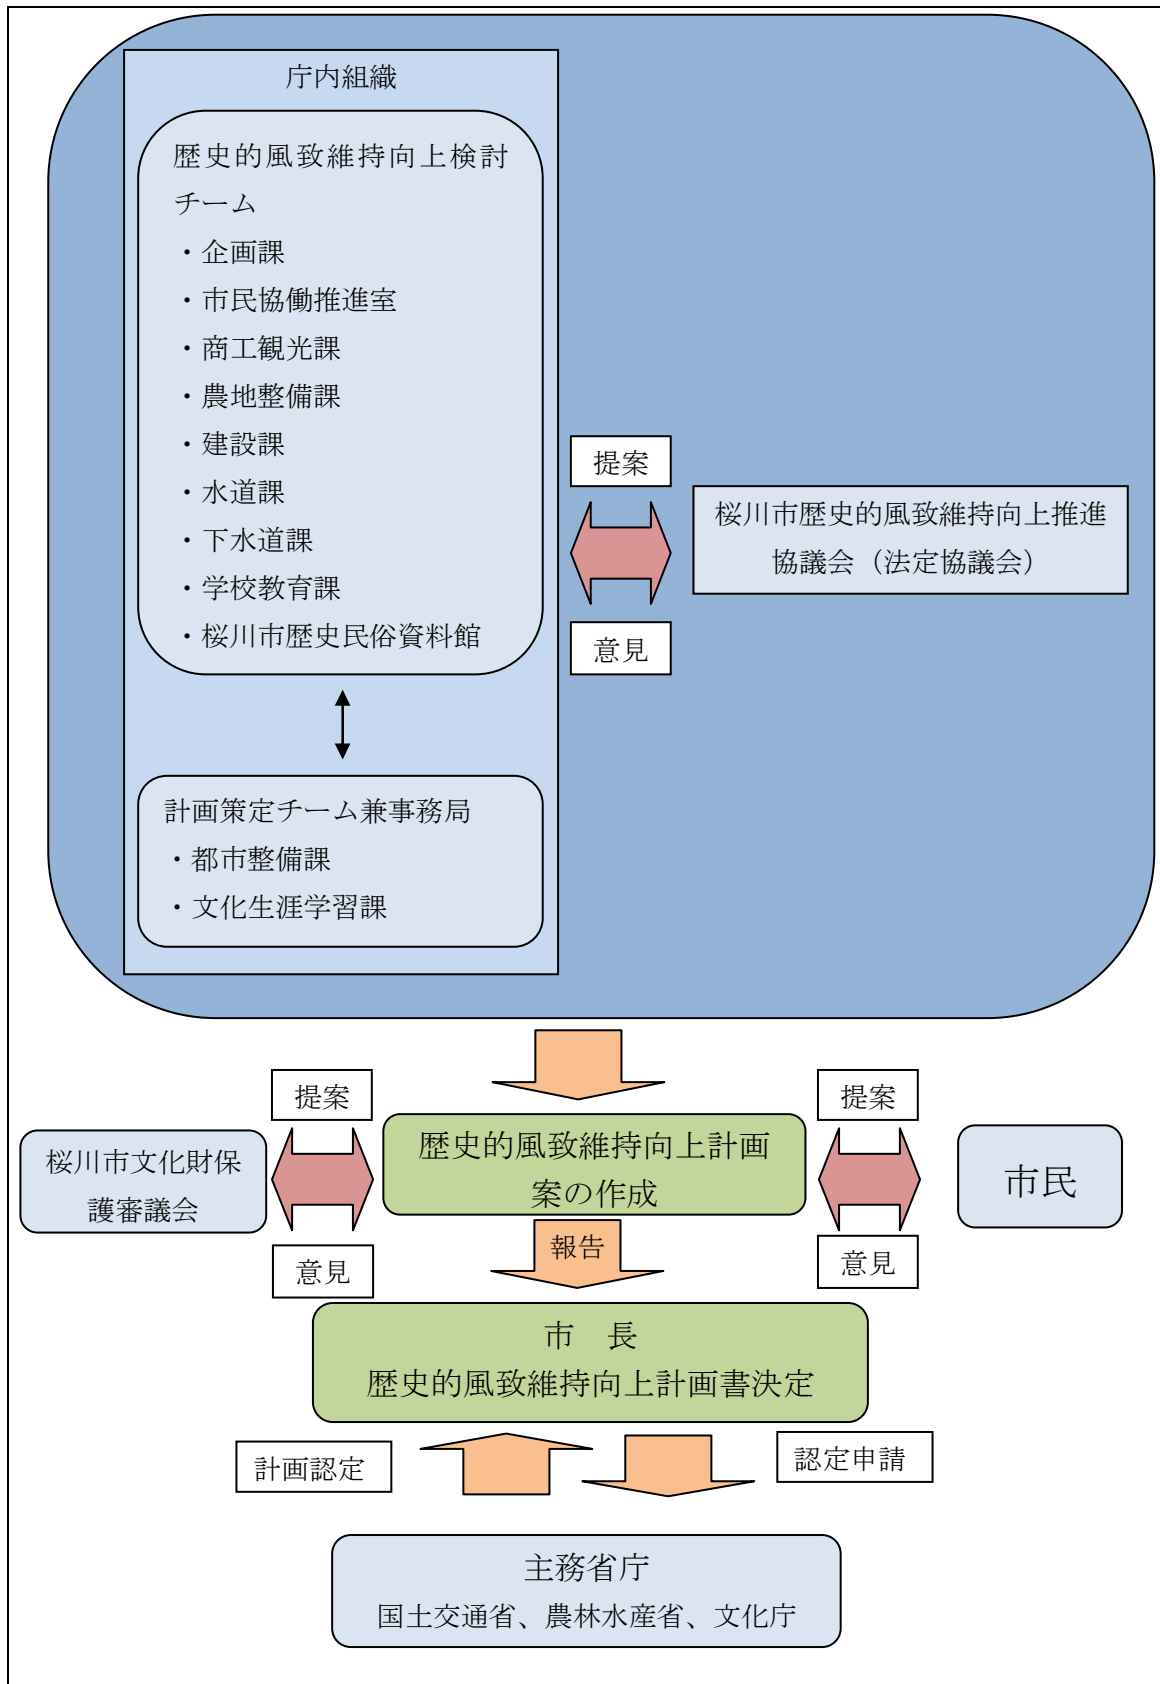 庁内組織
歴史的風致維持向上検討
チーム
・企画課
・市民協働推進室
・商工観光課
・農地整備課
・建設課
・水道課
・下水道課
・学校教育課
・桜川市歴史民俗資料館
提案
意見
桜川市歴史的風致維持向上推進
協議会（法定協議会）
計画策定チーム兼事務局
・都市整備課
・文化生涯学習課
提案
桜川市文化財保
護審議会
意見
歴史的風致維持向上計画
案の作成
提案
市民
意見
報告
市　長
歴史的風致維持向上計画書決定
計画認定
認定申請
主務省庁
国土交通省、農林水産省、文化庁